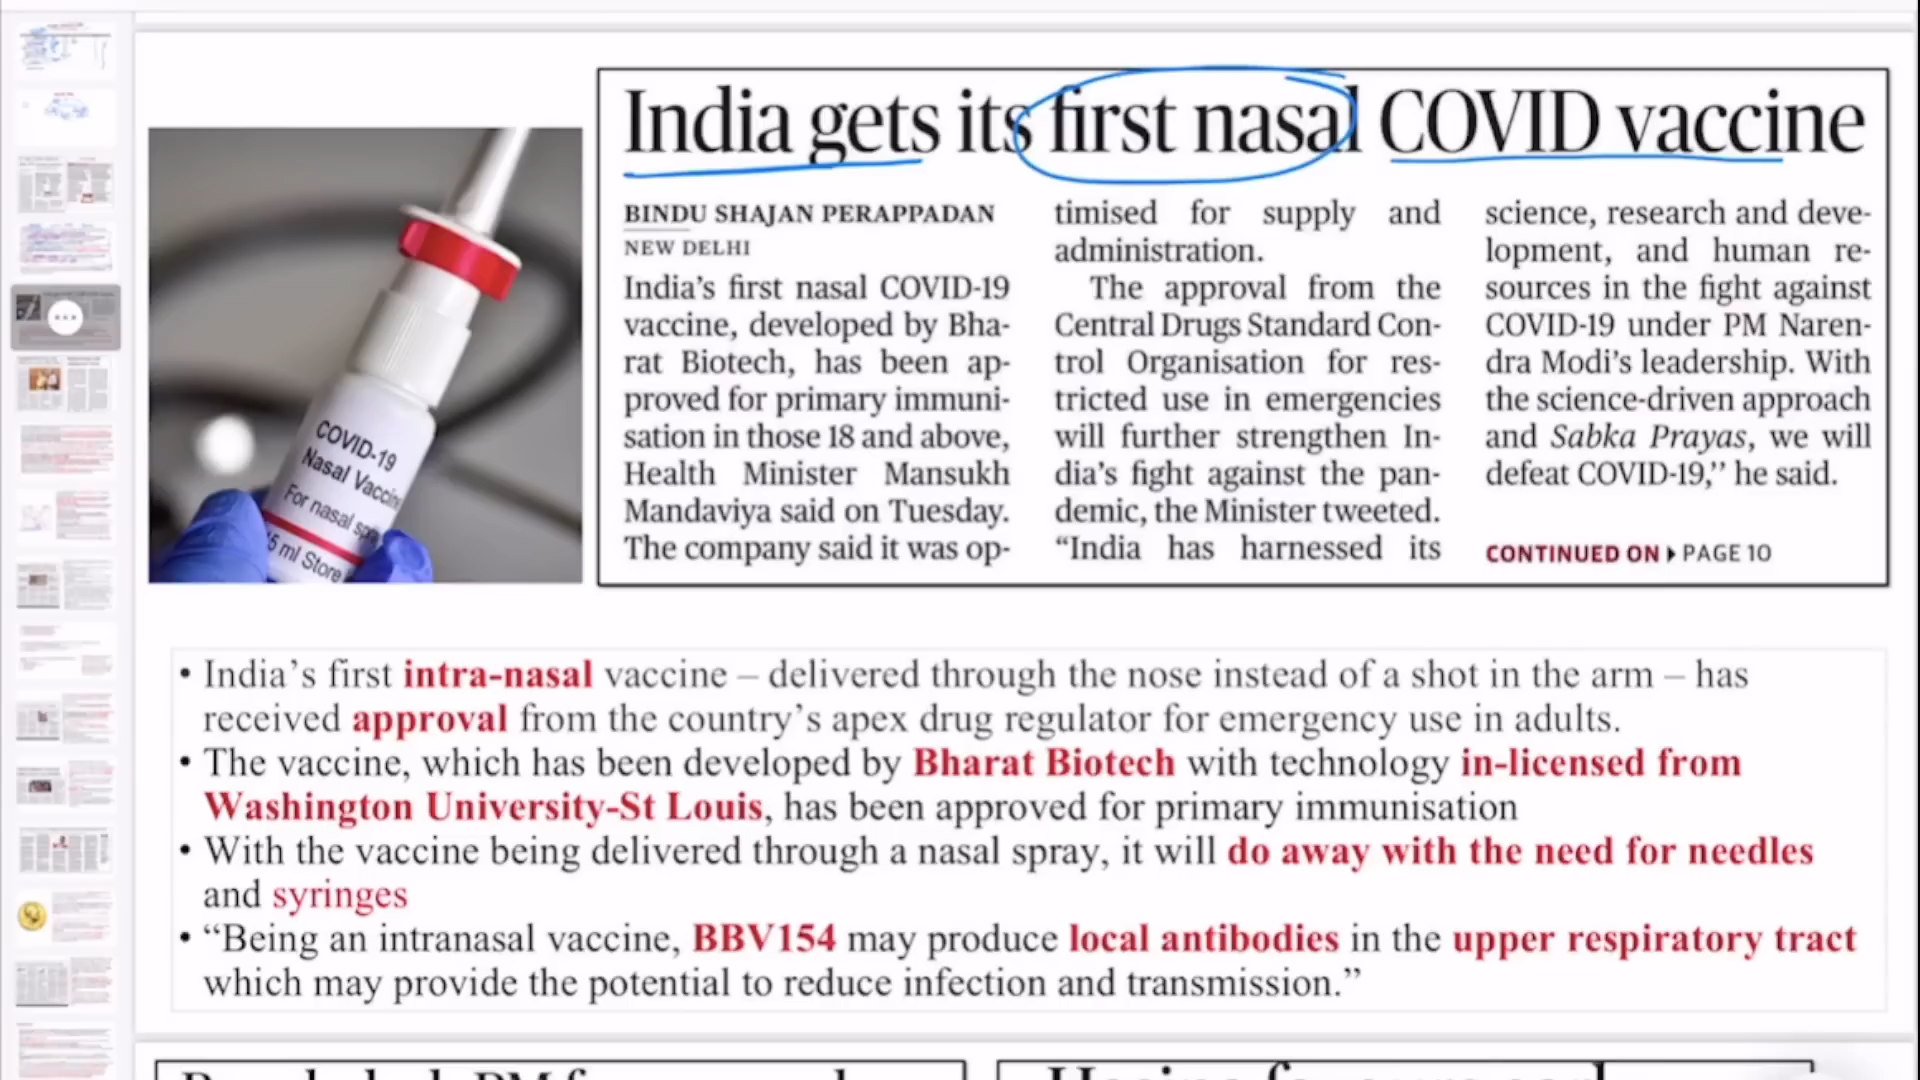 India gets its first nasal COVID vaccine
BINDU SHAJAN PERAPPADAN
NEW DELHI
India's first nasal COVID-19
vaccine, developed by Bha-
rat Biotech, has been ap-
proved for primary immuni-
sation in those 18 and above,
Health Minister Mansukh
Mandaviya said on Tuesday.
The company said it was op-
timised for supply and
administration.
The approval from the
Central Drugs Standard Con-
trol Organisation for res-
tricted use in emergencies
will further strengthen In-
dia's fight against the pan-
demic, the Minister tweeted.
“India has harnessed its
science, research and deve-
lopment, and human re-
sources in the fight against
COVID-19 under PM Naren-
dra Modi's leadership. With
the science-driven approach
and Sabka Prayas, we will
defeat COVID-19,” he said.
CONTINUED ON PAGE 10
COVID-19
Nasal Vaccin
For nasal spr
5 ml Store
• India's first intra-nasal vaccine – delivered through the nose instead of a shot in the arm – has
received approval from the country's apex drug regulator for emergency use in adults.
• The vaccine, which has been developed by Bharat Biotech with technology in-licensed from
Washington University-St Louis, has been approved for primary immunisation
• With the vaccine being delivered through a nasal spray, it will do away with the need for needles
and syringes
• “Being an intranasal vaccine, BBV154 may produce local antibodies in the upper respiratory tract
which may provide the potential to reduce infection and transmission.”